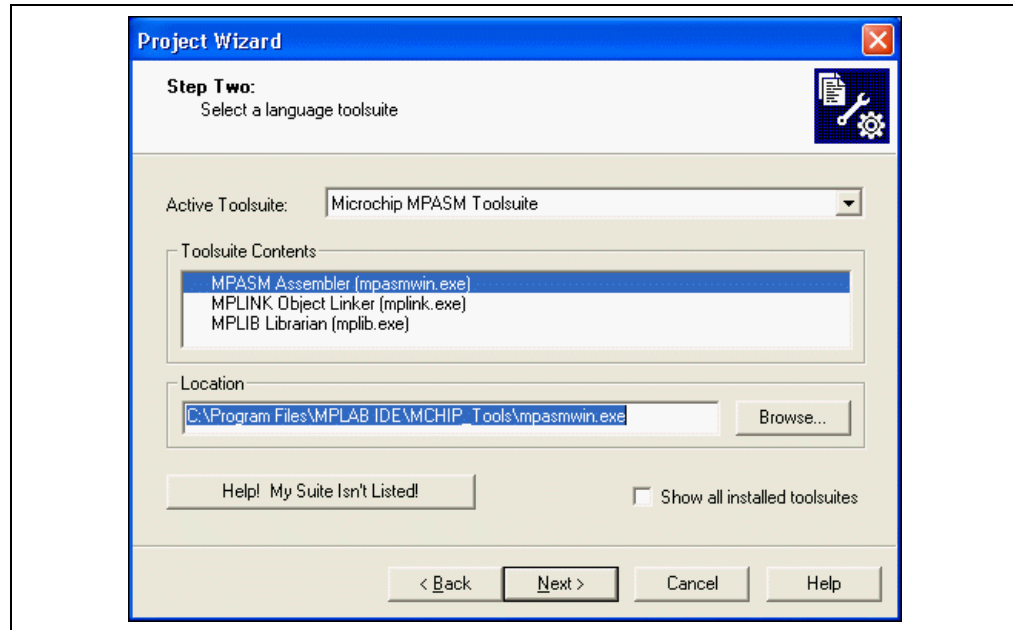 Project Wizard
Step Two:
Select a language toolsuite
Active Toolsuite: Microchip MPASM Toolsuite
Toolsuite Contents
MPASM Assembler (mpasmwin.exe)
MPLINK Object Linker (mplink.exe)
MPLIB Librarian (mplib.exe)
Location
C:\Program Files\MPLAB IDE\MCHIP_Tools\mpasmwin.exe Browse...
Help! My Suite Isn't Listed! Show all installed toolsuites
< Back Next > Cancel Help